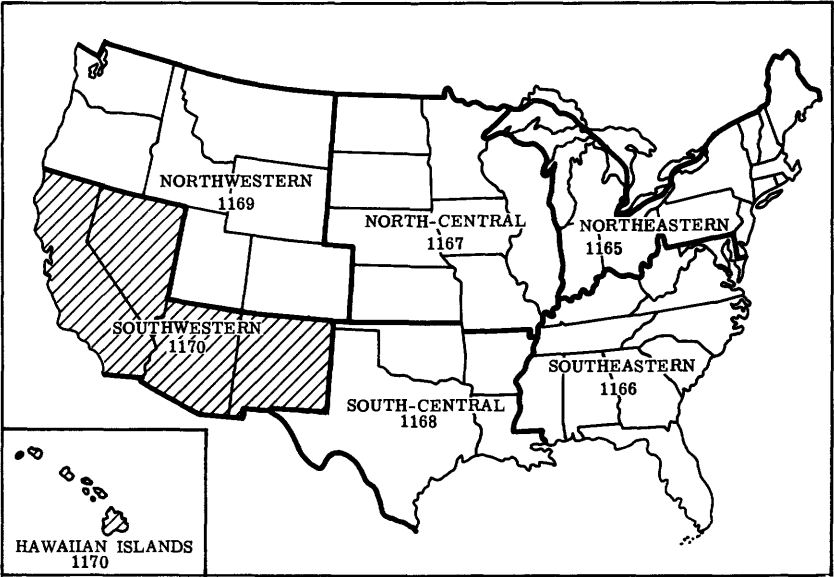 NORTHWESTERN
1169
NORTH-CENTRAL
1167
NORTHEASTERN
1165
SOUTHWESTERN
1170
SOUTHEASTERN
1166
SOUTH-CENTRAL
1168
HAWAIIAN ISLANDS
1170